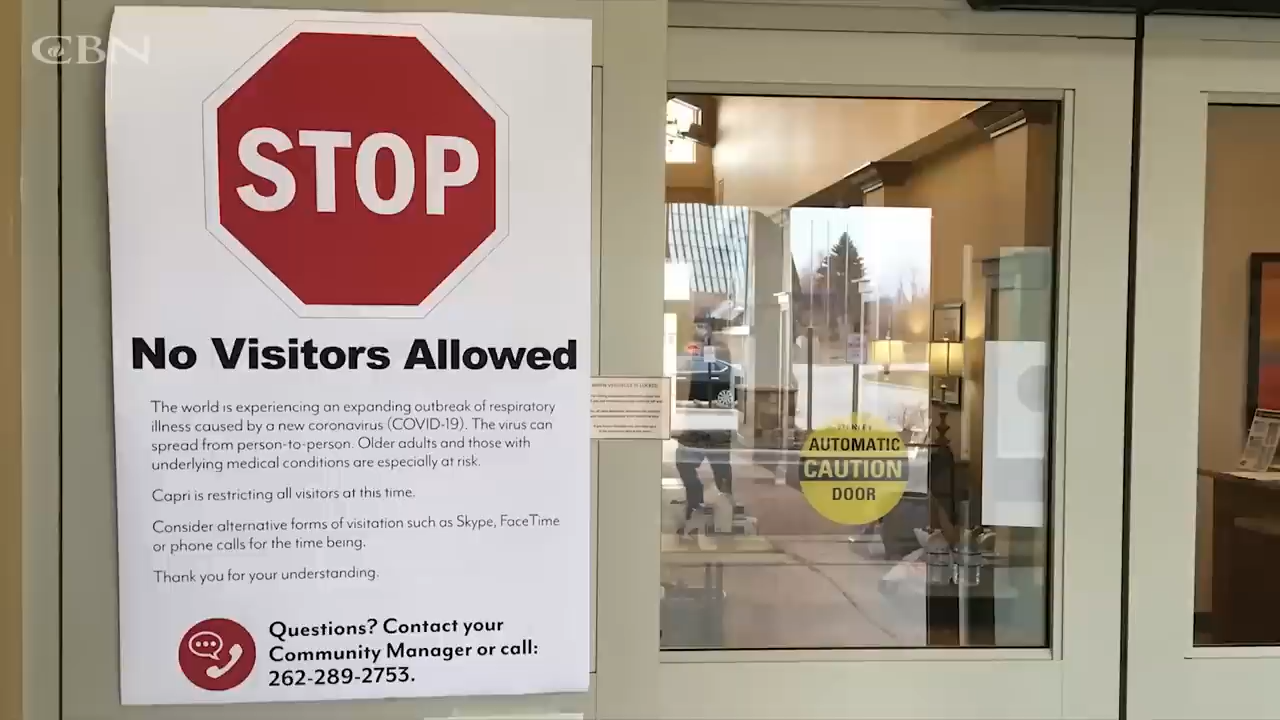 CBN
STOP
No Visitors Allowed
The world is experiencing an expanding outbreak of respiratory
illness caused by a new coronavirus (COVID-19). The virus can
spread from person-to-person. Older adults and those with
underlying medical conditions are especially at risk.
Capri is restricting all visitors at this time.
Consider alternative forms of visitation such as Skype, FaceTime
or phone calls for the time being.
Thank you for your understanding.
Questions? Contact your
Community Manager or call:
262-289-2753.
AUTOMATIC
CAUTION
DOOR